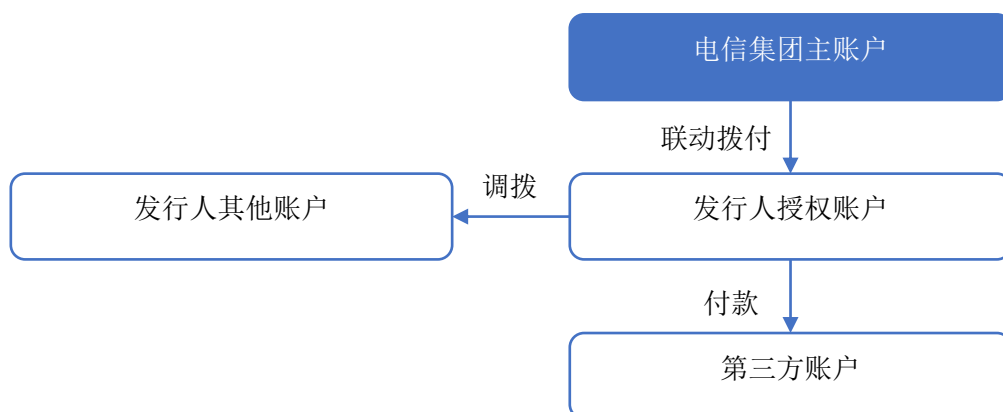 电信集团主账户
联动拨付
发行人其他账户
调拨
发行人授权账户
付款
第三方账户